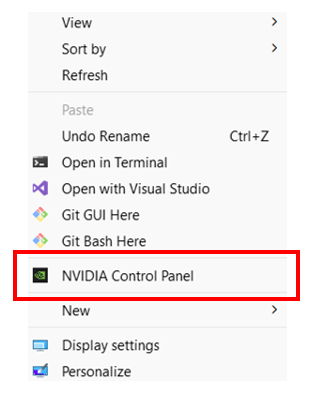 View
Sort by
Refresh
Paste
Undo Rename Ctrl+Z
Open in Terminal
Open with Visual Studio
Git GUI Here
Git Bash Here
NVIDIA Control Panel
New
Display settings
Personalize